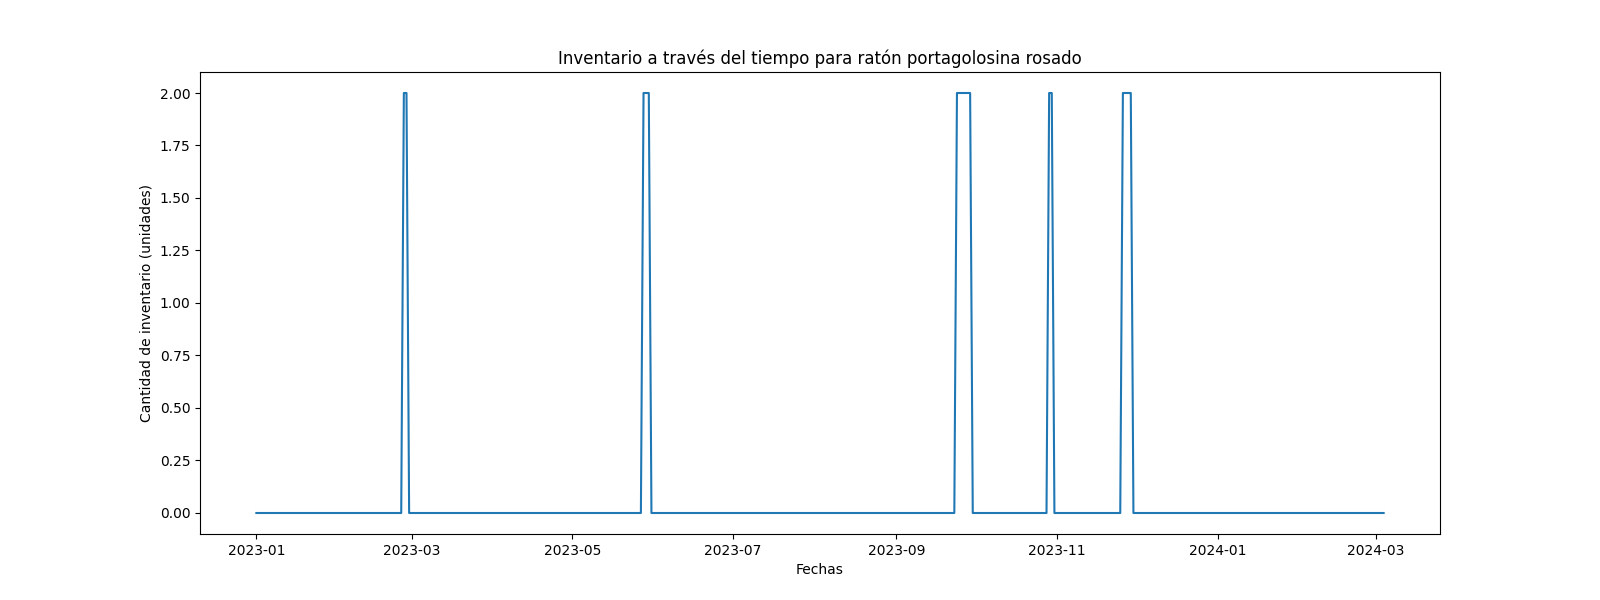 Inventario a través del tiempo para ratón portagolosina rosado
Cantidad de inventario (unidades)
2.00
1.75
1.50
1.25
1.00
0.75
0.50
0.25
0.00
2023-01 2023-03 2023-05 2023-07 2023-09 2023-11 2024-01 2024-03
Fechas